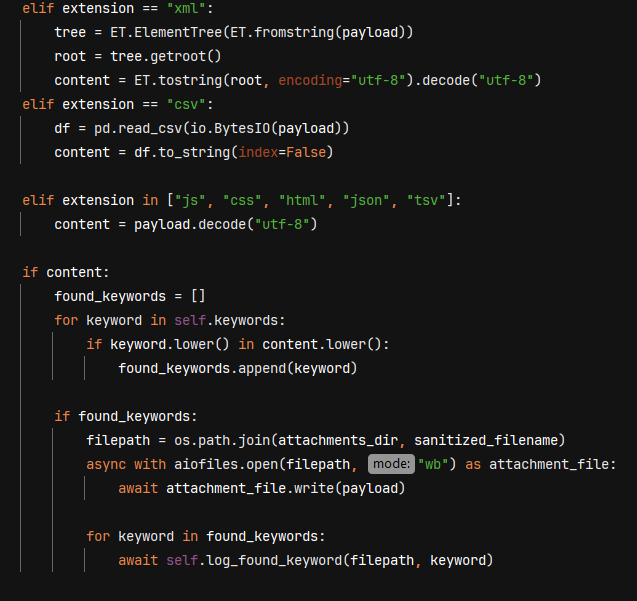 elif extension == "xml":
    tree = ET.ElementTree(ET.fromstring(payload))
    root = tree.getroot()
    content = ET.tostring(root, encoding="utf-8").decode("utf-8")
elif extension == "csv":
    df = pd.read_csv(io.BytesIO(payload))
    content = df.to_string(index=False)

elif extension in ["js", "css", "html", "json", "tsv"]:
    content = payload.decode("utf-8")

if content:
    found_keywords = []
    for keyword in self.keywords:
        if keyword.lower() in content.lower():
            found_keywords.append(keyword)

    if found_keywords:
        filepath = os.path.join(attachments_dir, sanitized_filename)
        async with aiofiles.open(filepath, mode: "wb") as attachment_file:
            await attachment_file.write(payload)

        for keyword in found_keywords:
            await self.log_found_keyword(filepath, keyword)